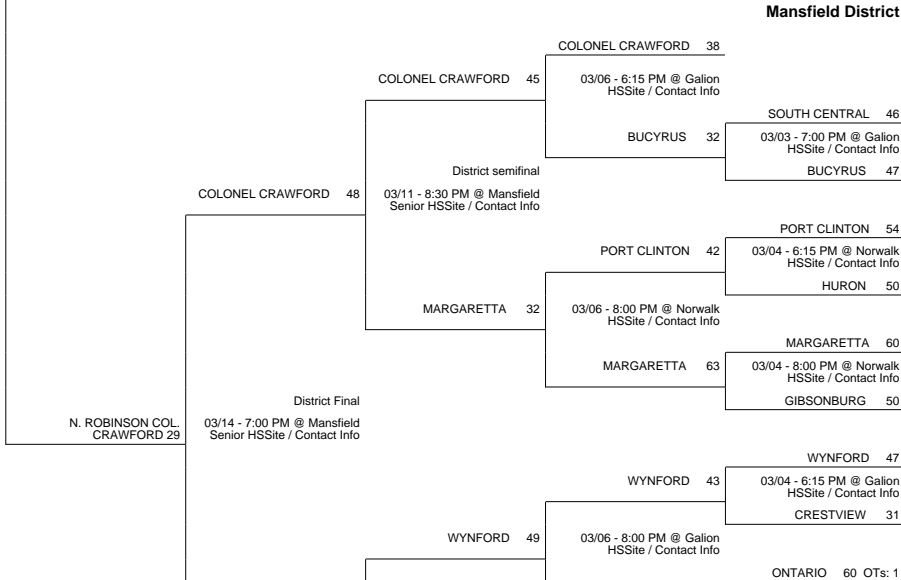 Mansfield District
COLONEL CRAWFORD 38
COLONEL CRAWFORD 45
03/06 - 6:15 PM @ Galion
HSSite / Contact Info
SOUTH CENTRAL 46
BUCYRUS 32
03/03 - 7:00 PM @ Galion
HSSite / Contact Info
BUCYRUS 47
District semifinal
COLONEL CRAWFORD 48
03/11 - 8:30 PM @ Mansfield
Senior HSSite / Contact Info
PORT CLINTON 54
PORT CLINTON 42
03/04 - 6:15 PM @ Norwalk
HSSite / Contact Info
HURON 50
MARGARETTA 32
03/06 - 8:00 PM @ Norwalk
HSSite / Contact Info
MARGARETTA 60
MARGARETTA 63
03/04 - 8:00 PM @ Norwalk
HSSite / Contact Info
GIBSONBURG 50
District Final
N. ROBINSON COL.
CRAWFORD 29
03/14 - 7:00 PM @ Mansfield
Senior HSSite / Contact Info
WYNFORD 47
WYNFORD 43
03/04 - 6:15 PM @ Galion
HSSite / Contact Info
CRESTVIEW 31
WYNFORD 49
03/06 - 8:00 PM @ Galion
HSSite / Contact Info
ONTARIO 60 OTs: 1